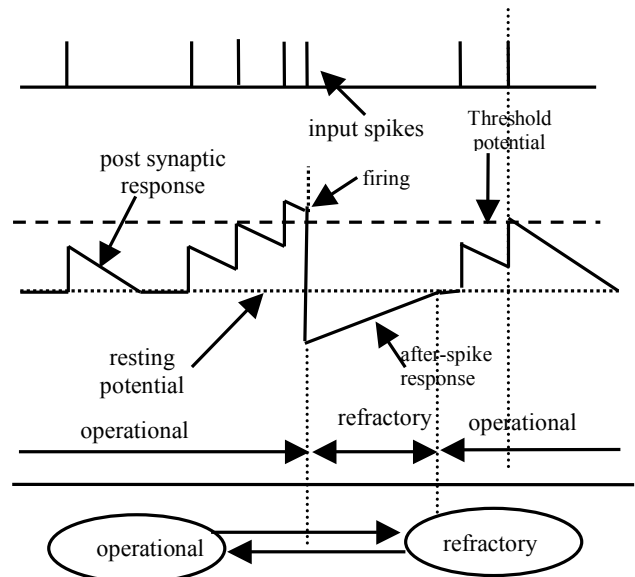 input spikes
Threshold
potential
post synaptic
response
firing
resting
potential
after-spike
response
operational
refractory
operational
operational
refractory